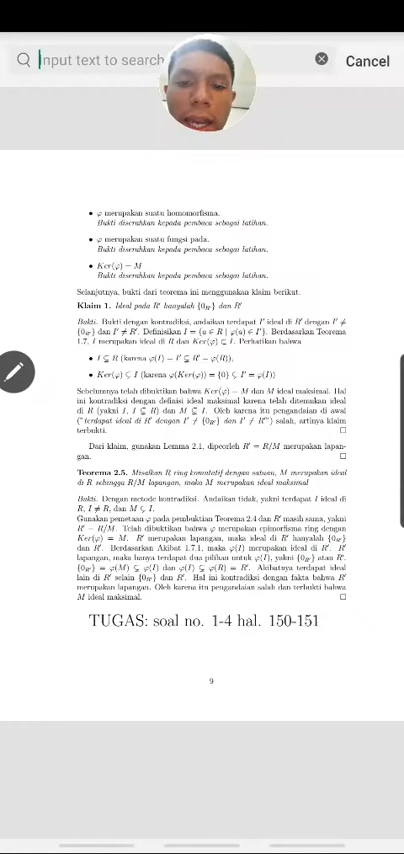 Input text to search
Cancel
• φ merupakan suatu homomorfisma.
Bukti diserahkan kepada pembaca sebagai latihan.
• φ merupakan suatu fungsi pada.
Bukti diserahkan kepada pembaca sebagai latihan.
• Ker(φ) = M
Bukti diserahkan kepada pembaca sebagai latihan.
Selanjutnya, bukti dari teorema ini menggunakan klaim berikut.
Klaim 1. Ideal pada R' hanyalah {0R'} dan R'
Bukti. Bukti dengan kontradiksi, andaikan terdapat I' ideal di R' dengan I' ≠
{0R'} dan I' ≠ R'. Definisikan I = {a ∈ R | φ(a) ∈ I'}. Berdasarkan Teorema
1.7, I merupakan ideal di R dan Ker(φ) ⊂ I. Perhatikan bahwa
• I ⊊ R (karena φ(I) = I' ⊊ R' = φ(R)),
• Ker(φ) ⊊ I (karena φ(Ker(φ)) = {0} ⊊ I' = φ(I))
Sebelumnya telah dibuktikan bahwa Ker(φ) = M dan M ideal maksimal. Hal
ini kontradiksi dengan definisi ideal maksimal karena telah ditemukan ideal
di R (yakni I, I ⊊ R) dan M ⊊ I. Oleh karena itu pengandaian di awal
("terdapat ideal di R' dengan I' ≠ {0R'} dan I' ≠ R'") salah, artinya klaim
terbukti. □
Dari klaim, gunakan Lemma 2.1, diperoleh R' = R/M merupakan lapan-
gan. □
Teorema 2.5. Misalkan R ring komutatif dengan satuan, M merupakan ideal
di R sehingga R/M lapangan, maka M merupakan ideal maksimal
Bukti. Dengan metode kontradiksi. Andaikan tidak, yakni terdapat I ideal di
R, I ≠ R, dan M ⊊ I.
Gunakan pemetaan φ pada pembuktian Teorema 2.4 dan R' masih sama, yakni
R' = R/M. Telah dibuktikan bahwa φ merupakan epimorfisma ring dengan
Ker(φ) = M. R' merupakan lapangan, maka ideal di R' hanyalah {0R'}
dan R'. Berdasarkan Akibat 1.7.1, maka φ(I) merupakan ideal di R'. R'
lapangan, maka hanya terdapat dua pilihan untuk φ(I), yakni {0R'} atau R'.
{0R'} = φ(M) ⊊ φ(I) dan φ(I) ⊊ φ(R) = R'. Akibatnya terdapat ideal
lain di R' selain {0R'} dan R'. Hal ini kontradiksi dengan fakta bahwa R'
merupakan lapangan. Oleh karena itu pengandaian salah dan terbukti bahwa
M ideal maksimal. □
TUGAS: soal no. 1-4 hal. 150-151
9